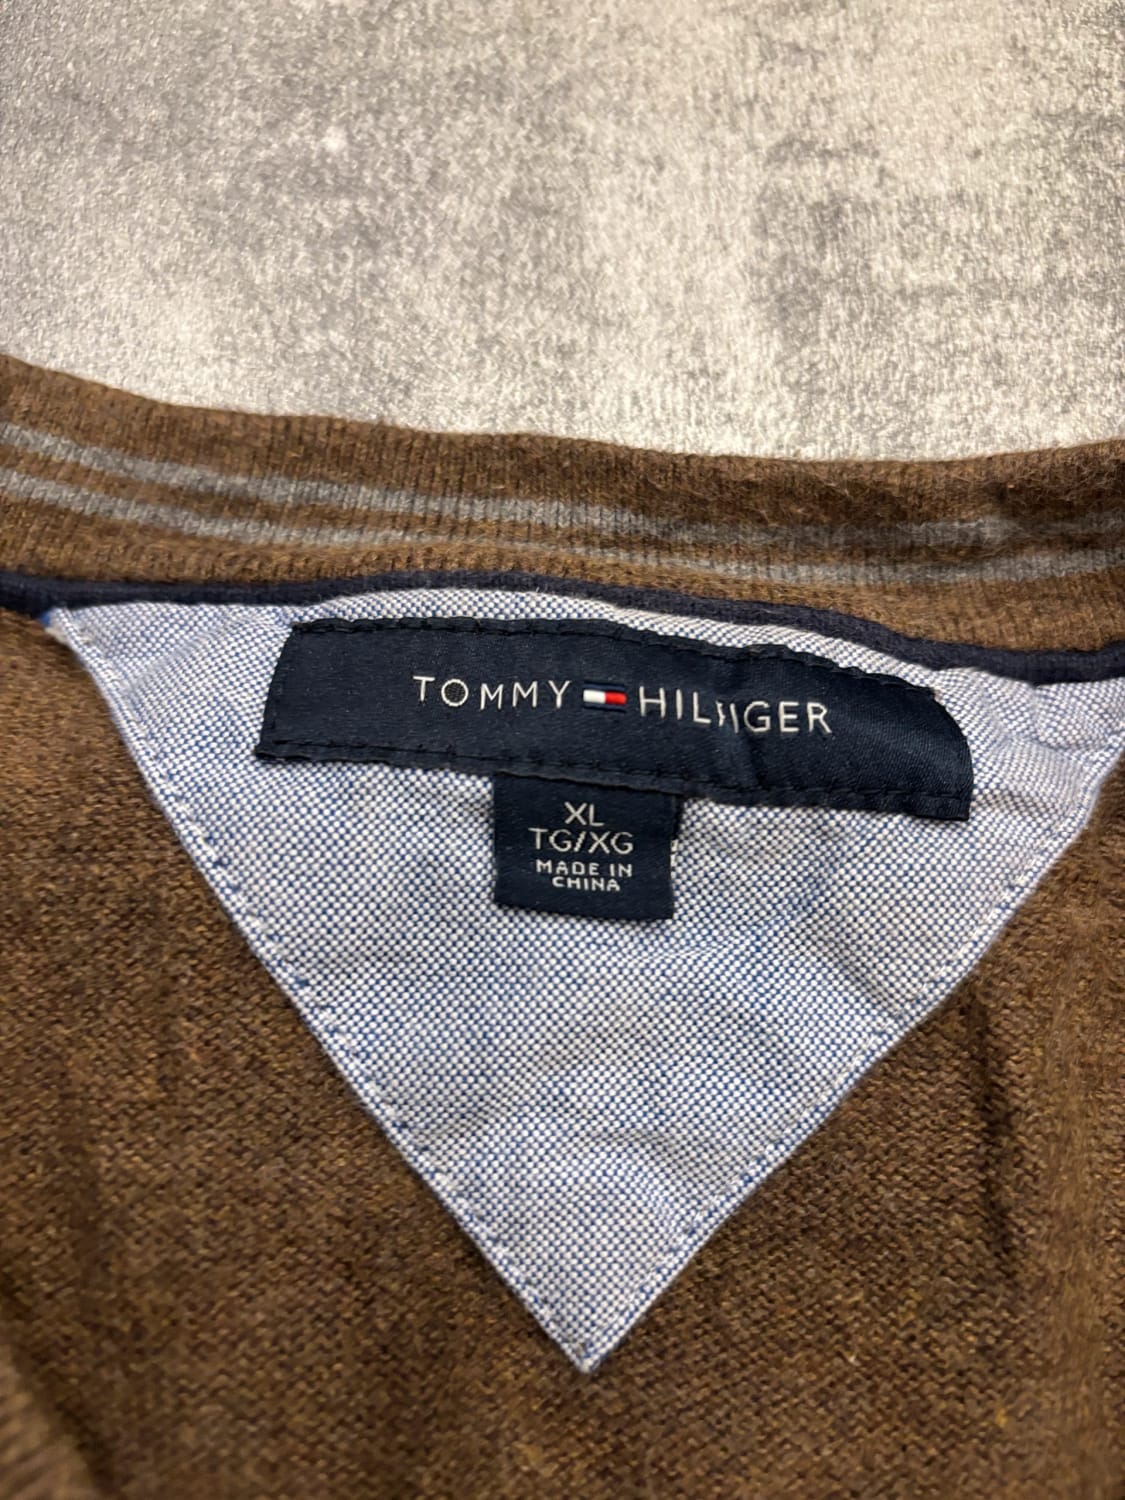 TOMMY HILFIGER
XL
TG/XG
MADE IN
CHINA